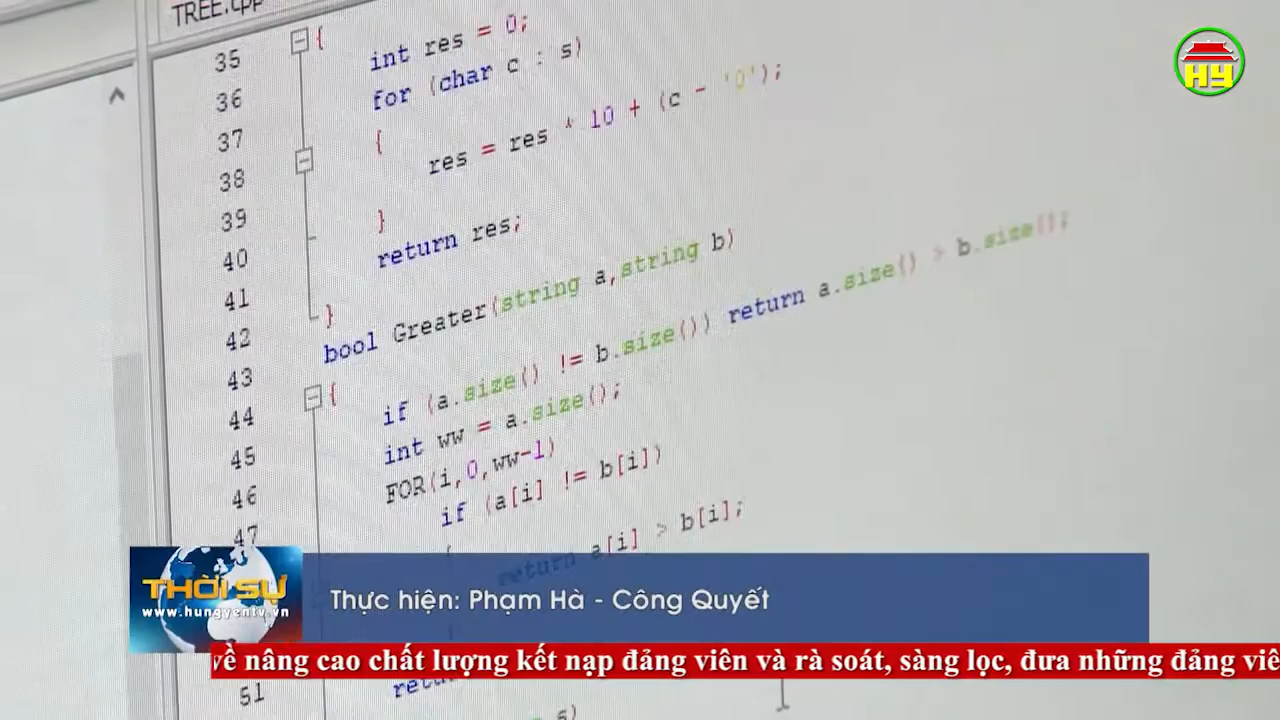 TREE.cpp
35 {
36 int res = 0;
37 for (char c : s)
38 {
39 res = res * 10 + (c - '0');
40 }
41 return res;
42 }
43 bool Greater(string a,string b)
44 {
45 if (a.size() != b.size()) return a.size() > b.size();
46 int ww = a.size();
47 FOR(i,0,ww-1)
if (a[i] != b[i])
{
return a[i] > b[i];
51
s)
HY
THỜI SỰ
www.hungyentv.vn
Thực hiện: Phạm Hà - Công Quyết
về nâng cao chất lượng kết nạp đảng viên và rà soát, sàng lọc, đưa những đảng viê